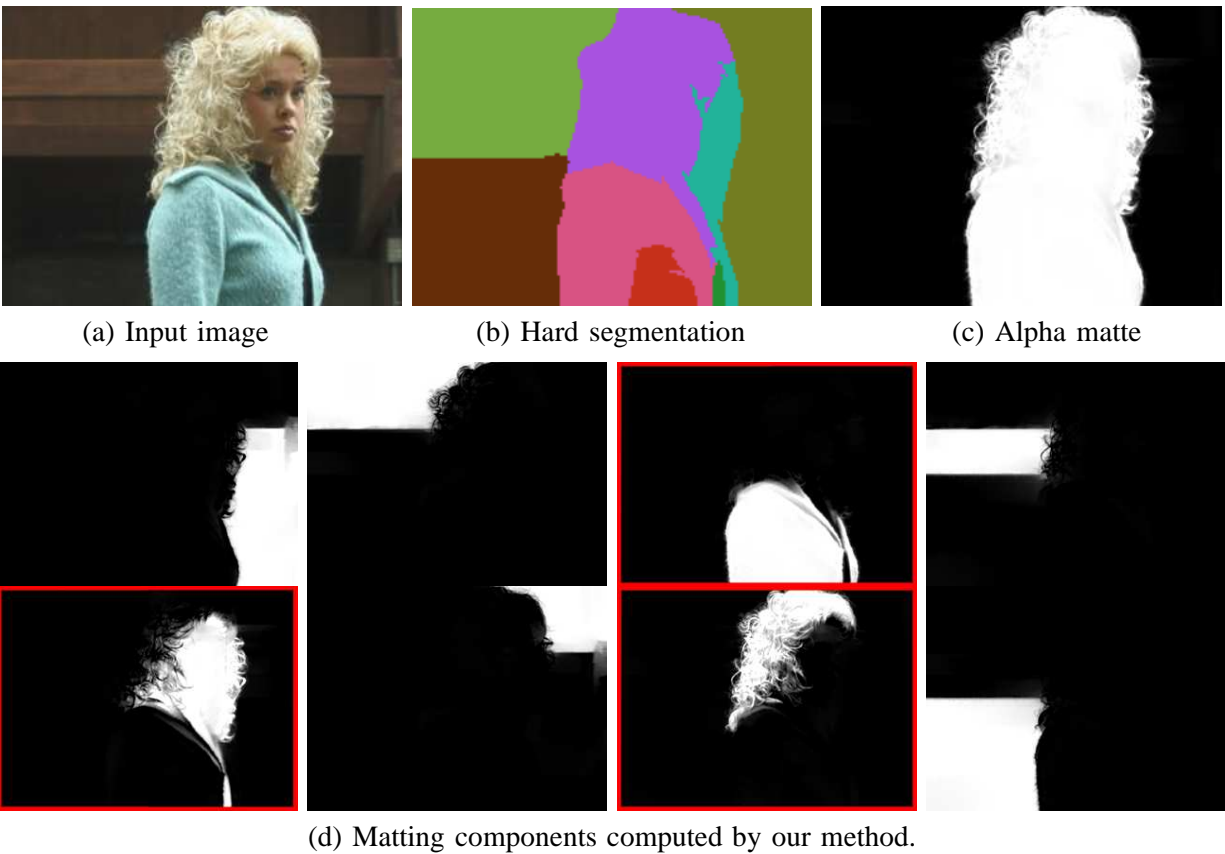 (a) Input image
(b) Hard segmentation
(c) Alpha matte
(d) Matting components computed by our method.